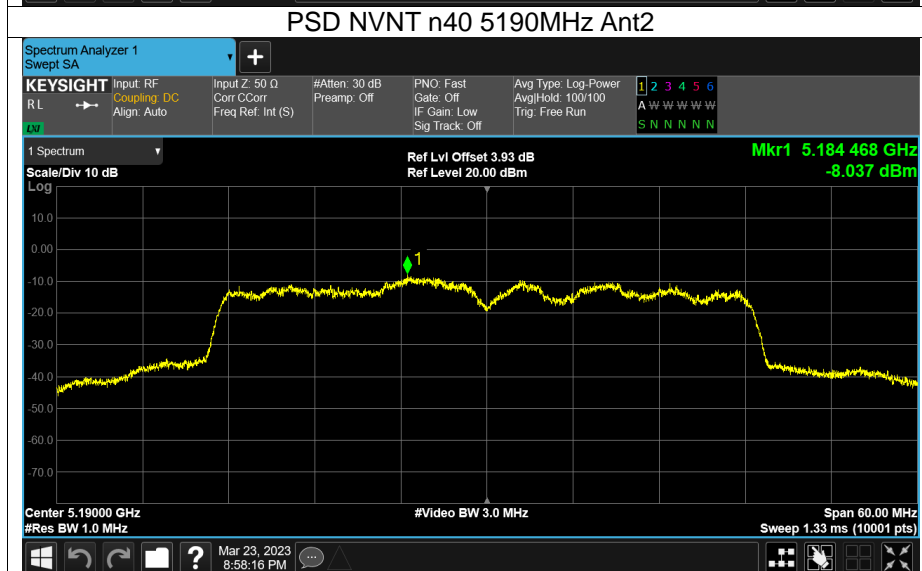 PSD NVNT n40 5190MHz Ant2
Spectrum Analyzer 1
Swept SA
+
KEYSIGHT Input: RF Input Z: 50 Ω #Atten: 30 dB PNO: Fast Avg Type: Log-Power 1 2 3 4 5 6
RL Coupling: DC Corr CCorr Preamp: Off Gate: Off Avg|Hold: 100/100 A W W W W W
Align: Auto Freq Ref: Int (S) IF Gain: Low Trig: Free Run
LXI Sig Track: Off S N N N N N
1 Spectrum Ref Lvl Offset 3.93 dB Mkr1 5.184 468 GHz
Scale/Div 10 dB Ref Level 20.00 dBm -8.037 dBm
Log
10.0
0.00
1
-10.0
-20.0
-30.0
-40.0
-50.0
-60.0
-70.0
Center 5.19000 GHz #Video BW 3.0 MHz Span 60.00 MHz
#Res BW 1.0 MHz Sweep 1.33 ms (10001 pts)
? Mar 23, 2023
8:58:16 PM